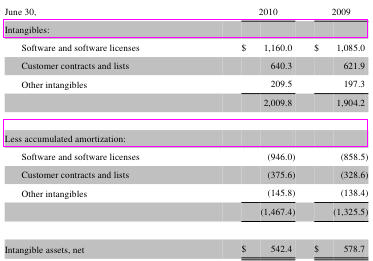 June 30, 2010 2009
Intangibles:
Software and software licenses $ 1,160.0 $ 1,085.0
Customer contracts and lists 640.3 621.9
Other intangibles 209.5 197.3
2,009.8 1,904.2
Less accumulated amortization:
Software and software licenses (946.0) (858.5)
Customer contracts and lists (375.6) (328.6)
Other intangibles (145.8) (138.4)
(1,467.4) (1,325.5)
Intangible assets, net $ 542.4 $ 578.7